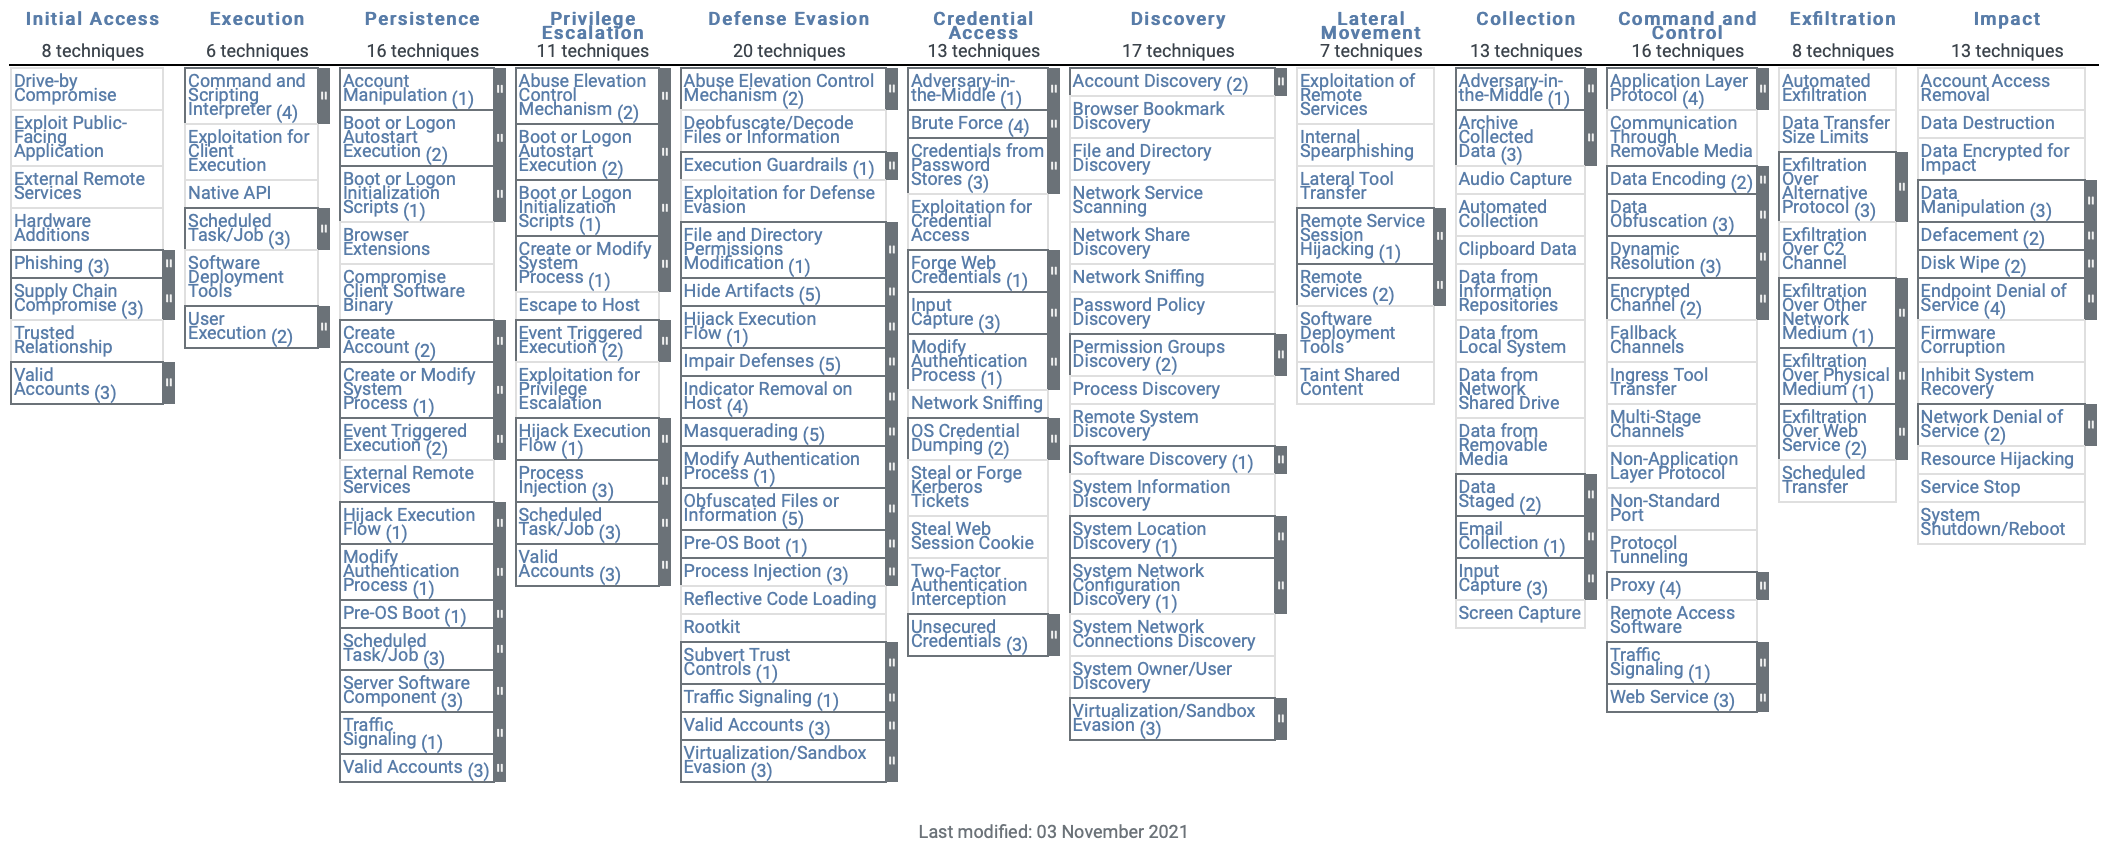 Initial Access
8 techniques
Drive-by
Compromise
Exploit Public-
Facing
Application
External Remote
Services
Hardware
Additions
Phishing (3)
Supply Chain
Compromise (3)
Trusted
Relationship
Valid
Accounts (3)
Execution
6 techniques
Command and
Scripting
Interpreter (4)
Exploitation for
Client
Execution
Native API
Scheduled
Task/Job (3)
Software
Deployment
Tools
User
Execution (2)
Persistence
16 techniques
Account
Manipulation (1)
Boot or Logon
Autostart
Execution (2)
Boot or Logon
Initialization
Scripts (1)
Browser
Extensions
Compromise
Client Software
Binary
Create
Account (2)
Create or Modify
System
Process (1)
Event Triggered
Execution (2)
External Remote
Services
Hijack Execution
Flow (1)
Modify
Authentication
Process (1)
Pre-OS Boot (1)
Scheduled
Task/Job (3)
Server Software
Component (3)
Traffic
Signaling (1)
Valid Accounts (3)
Privilege
Escalation
11 techniques
Abuse Elevation
Control
Mechanism (2)
Boot or Logon
Autostart
Execution (2)
Boot or Logon
Initialization
Scripts (1)
Create or Modify
System
Process (1)
Escape to Host
Event Triggered
Execution (2)
Exploitation for
Privilege
Escalation
Hijack Execution
Flow (1)
Process
Injection (3)
Scheduled
Task/Job (3)
Valid
Accounts (3)
Defense Evasion
20 techniques
Abuse Elevation Control
Mechanism (2)
Deobfuscate/Decode
Files or Information
Execution Guardrails (1)
Exploitation for Defense
Evasion
File and Directory
Permissions
Modification (1)
Hide Artifacts (5)
Hijack Execution
Flow (1)
Impair Defenses (5)
Indicator Removal on
Host (4)
Masquerading (5)
Modify Authentication
Process (1)
Obfuscated Files or
Information (5)
Pre-OS Boot (1)
Process Injection (3)
Reflective Code Loading
Rootkit
Subvert Trust
Controls (1)
Traffic Signaling (1)
Valid Accounts (3)
Virtualization/Sandbox
Evasion (3)
Credential
Access
13 techniques
Adversary-in-
the-Middle (1)
Brute Force (4)
Credentials from
Password
Stores (3)
Exploitation for
Credential
Access
Forge Web
Credentials (1)
Input
Capture (3)
Modify
Authentication
Process (1)
Network Sniffing
OS Credential
Dumping (2)
Steal or Forge
Kerberos
Tickets
Steal Web
Session Cookie
Two-Factor
Authentication
Interception
Unsecured
Credentials (3)
Discovery
17 techniques
Account Discovery (2)
Browser Bookmark
Discovery
File and Directory
Discovery
Network Service
Scanning
Network Share
Discovery
Network Sniffing
Password Policy
Discovery
Permission Groups
Discovery (2)
Process Discovery
Remote System
Discovery
Software Discovery (1)
System Information
Discovery
System Location
Discovery (1)
System Network
Configuration
Discovery (1)
System Network
Connections Discovery
System Owner/User
Discovery
Virtualization/Sandbox
Evasion (3)
Lateral
Movement
7 techniques
Exploitation of
Remote
Services
Internal
Spearphishing
Lateral Tool
Transfer
Remote Service
Session
Hijacking (1)
Remote
Services (2)
Software
Deployment
Tools
Taint Shared
Content
Collection
13 techniques
Adversary-in-
the-Middle (1)
Archive
Collected
Data (3)
Audio Capture
Automated
Collection
Clipboard Data
Data from
Information
Repositories
Data from
Local System
Data from
Network
Shared Drive
Data from
Removable
Media
Data
Staged (2)
Email
Collection (1)
Input
Capture (3)
Screen Capture
Command and
Control
16 techniques
Application Layer
Protocol (4)
Communication
Through
Removable Media
Data Encoding (2)
Data
Obfuscation (3)
Dynamic
Resolution (3)
Encrypted
Channel (2)
Fallback
Channels
Ingress Tool
Transfer
Multi-Stage
Channels
Non-Application
Layer Protocol
Non-Standard
Port
Protocol
Tunneling
Proxy (4)
Remote Access
Software
Traffic
Signaling (1)
Web Service (3)
Exfiltration
8 techniques
Automated
Exfiltration
Data Transfer
Size Limits
Exfiltration
Over
Alternative
Protocol (3)
Exfiltration
Over C2
Channel
Exfiltration
Over Other
Network
Medium (1)
Exfiltration
Over Physical
Medium (1)
Exfiltration
Over Web
Service (2)
Scheduled
Transfer
Impact
13 techniques
Account Access
Removal
Data Destruction
Data Encrypted for
Impact
Data
Manipulation (3)
Defacement (2)
Disk Wipe (2)
Endpoint Denial of
Service (4)
Firmware
Corruption
Inhibit System
Recovery
Network Denial of
Service (2)
Resource Hijacking
Service Stop
System
Shutdown/Reboot
Last modified: 03 November 2021